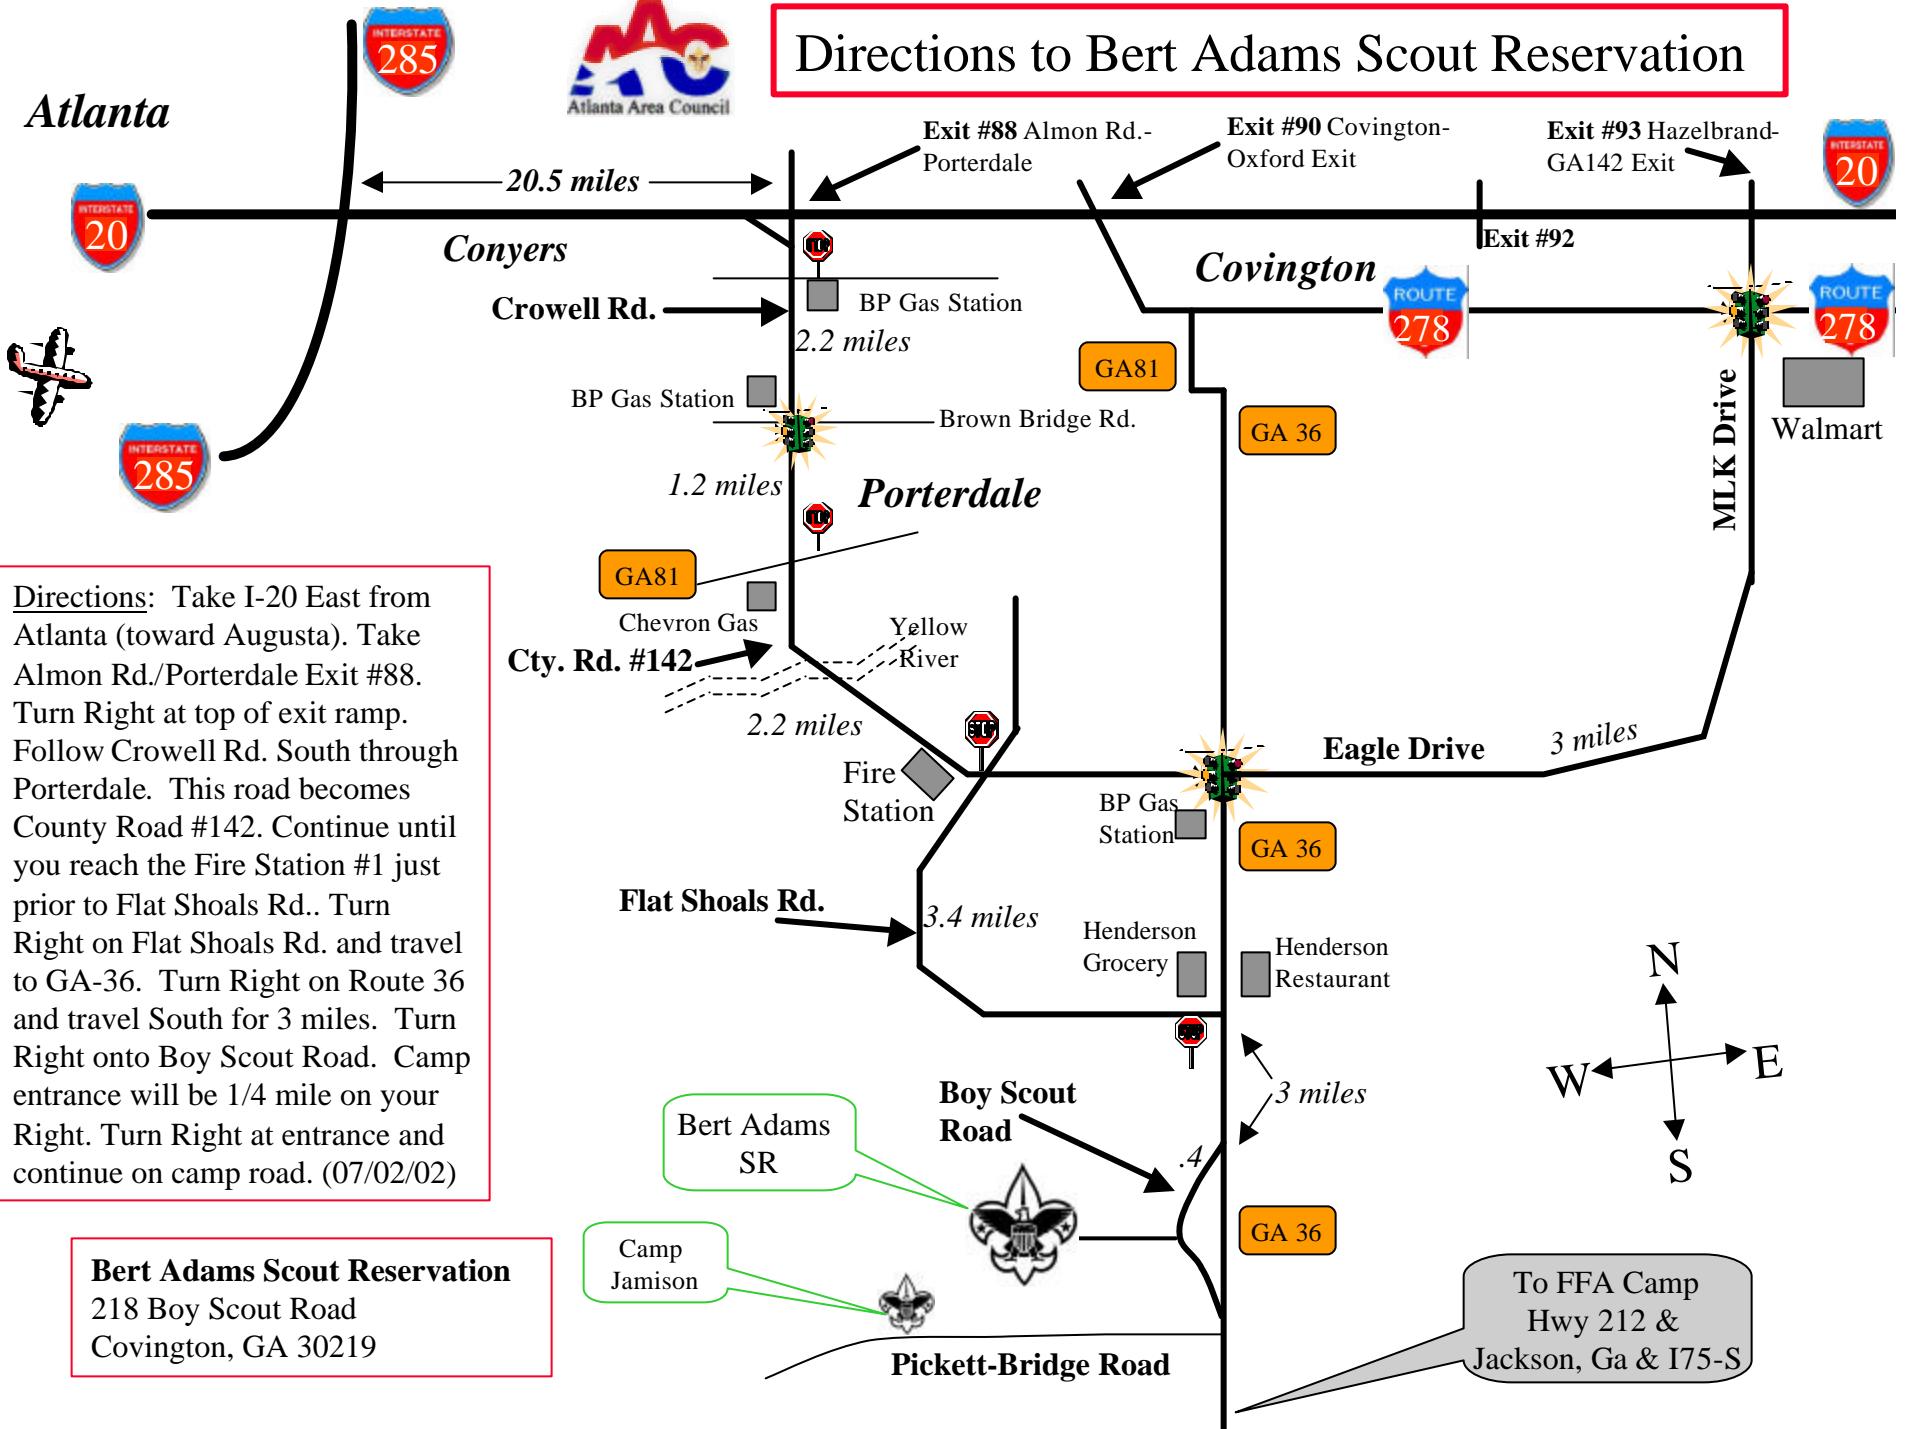 INTERSTATE
285
Atlanta Area Council
Directions to Bert Adams Scout Reservation
Atlanta
Exit #88 Almon Rd.-
Porterdale
Exit #90 Covington-
Oxford Exit
Exit #93 Hazelbrand-
GA142 Exit
INTERSTATE
20
20.5 miles
INTERSTATE
20
Conyers
STOP
Exit #92
Covington
Crowell Rd.
BP Gas Station
2.2 miles
ROUTE
278
ROUTE
278
GA81
BP Gas Station
Brown Bridge Rd.
GA 36
MLK Drive
Walmart
INTERSTATE
285
1.2 miles
Porterdale
STOP
GA81
Chevron Gas
Cty. Rd. #142
Yellow
River
2.2 miles
STOP
Fire
Station
Eagle Drive
3 miles
BP Gas
Station
GA 36
Directions: Take I-20 East from
Atlanta (toward Augusta). Take
Almon Rd./Porterdale Exit #88.
Turn Right at top of exit ramp.
Follow Crowell Rd. South through
Porterdale. This road becomes
County Road #142. Continue until
you reach the Fire Station #1 just
prior to Flat Shoals Rd.. Turn
Right on Flat Shoals Rd. and travel
to GA-36. Turn Right on Route 36
and travel South for 3 miles. Turn
Right onto Boy Scout Road. Camp
entrance will be 1/4 mile on your
Right. Turn Right at entrance and
continue on camp road. (07/02/02)
Flat Shoals Rd.
3.4 miles
Henderson
Grocery
Henderson
Restaurant
STOP
N
W
E
S
3 miles
Boy Scout
Road
.4
Bert Adams
SR
GA 36
Camp
Jamison
Pickett-Bridge Road
To FFA Camp
Hwy 212 &
Jackson, Ga & I75-S
Bert Adams Scout Reservation
218 Boy Scout Road
Covington, GA 30219